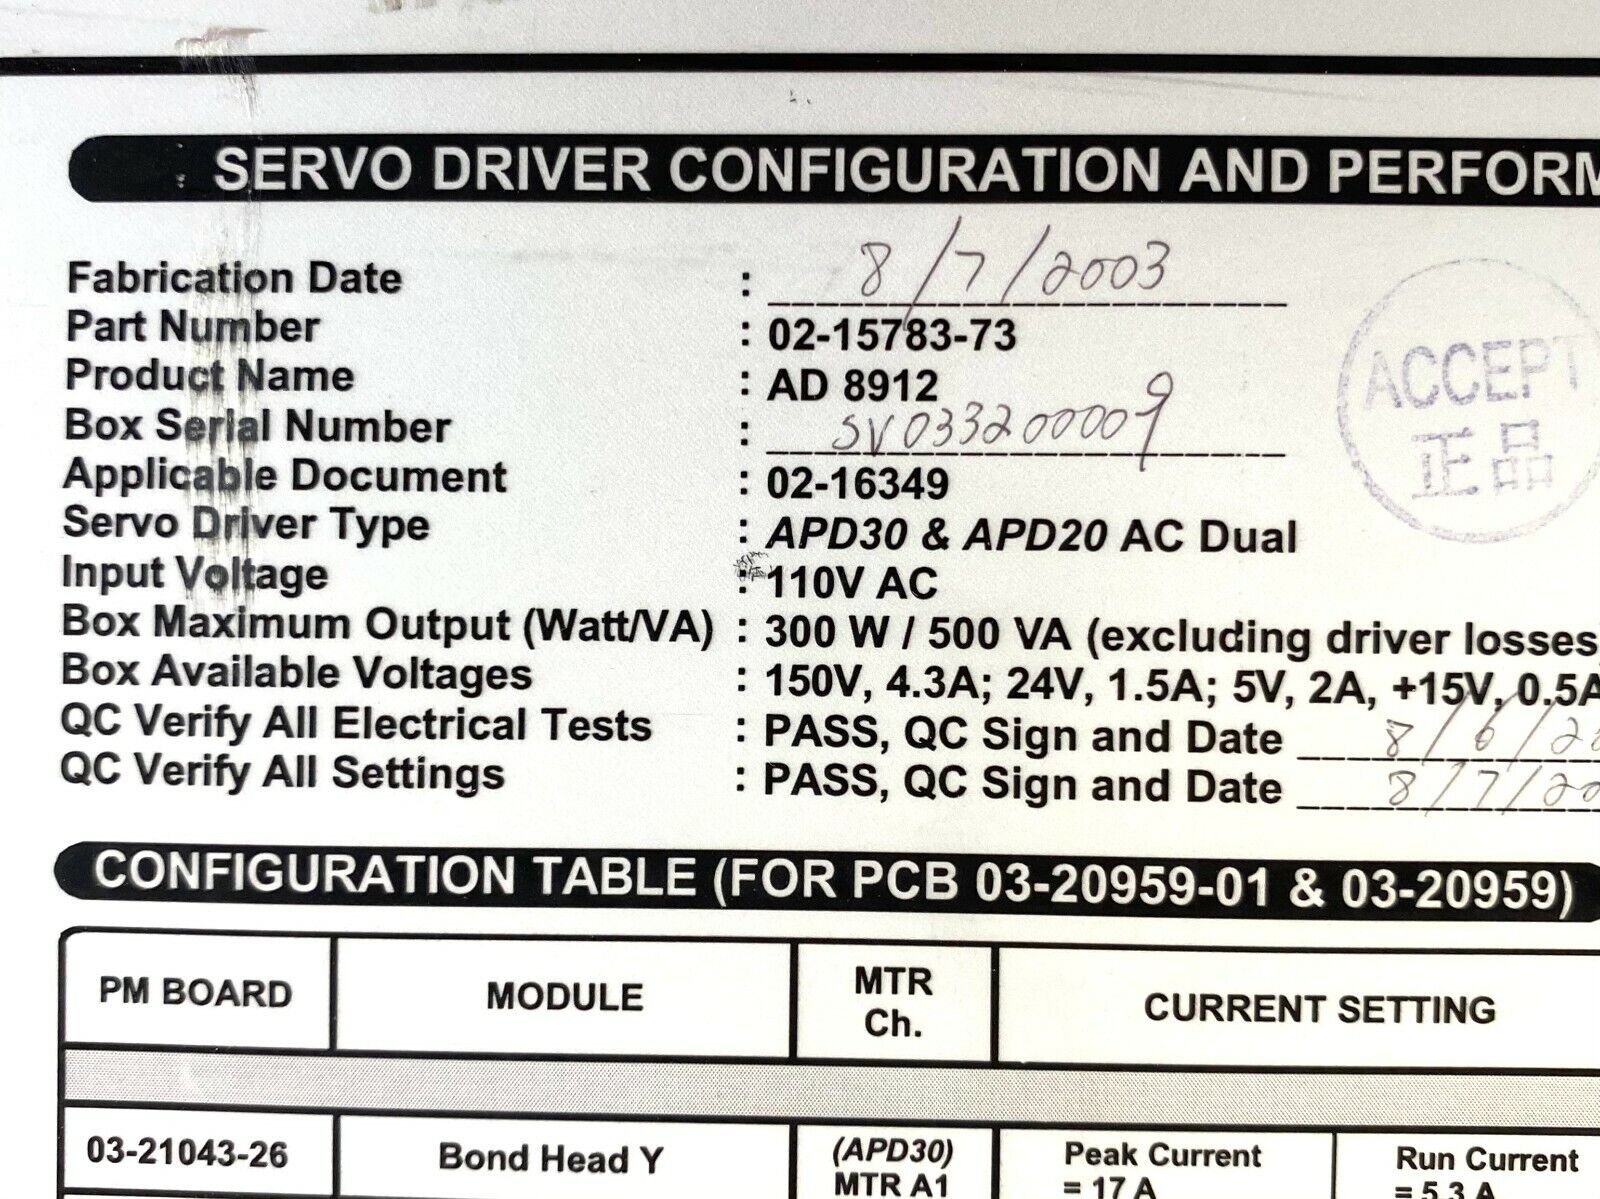 SERVO DRIVER CONFIGURATION AND PERFORM
Fabrication Date : 8/7/2003
Part Number : 02-15783-73
Product Name : AD 8912
Box Serial Number : SV033200009
Applicable Document : 02-16349
Servo Driver Type : APD30 & APD20 AC Dual
Input Voltage : 110V AC
Box Maximum Output (Watt/VA) : 300 W / 500 VA (excluding driver losses)
Box Available Voltages : 150V, 4.3A; 24V, 1.5A; 5V, 2A, +15V, 0.5A
QC Verify All Electrical Tests : PASS, QC Sign and Date 8/6/20
QC Verify All Settings : PASS, QC Sign and Date 8/7/20
ACCEPT
正品
CONFIGURATION TABLE (FOR PCB 03-20959-01 & 03-20959)
PM BOARD MODULE MTR Ch. CURRENT SETTING
03-21043-26 Bond Head Y (APD30) MTR A1 Peak Current = 17 A Run Current = 5.3 A